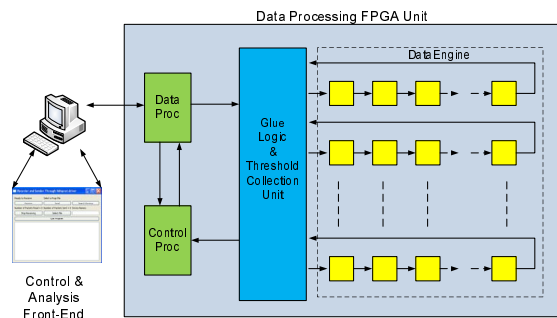 Data Processing FPGA Unit
DataEngine
Data
Proc
Glue
Logic
&
Threshold
Collection
Unit
Control
Proc
Control &
Analysis
Front-End